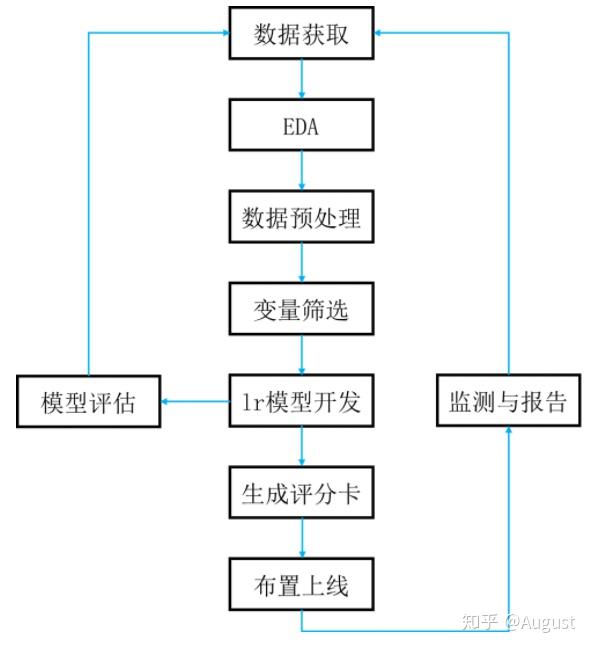 数据获取
EDA
数据预处理
变量筛选
模型评估
lr模型开发
监测与报告
生成评分卡
布置上线
知乎 @August